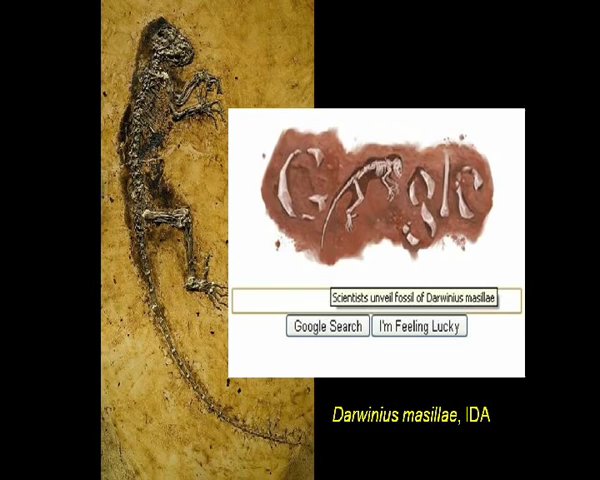 Google
Scientists unveil fossil of Darwinius masillae
Google Search
I'm Feeling Lucky
Darwinius masillae, IDA